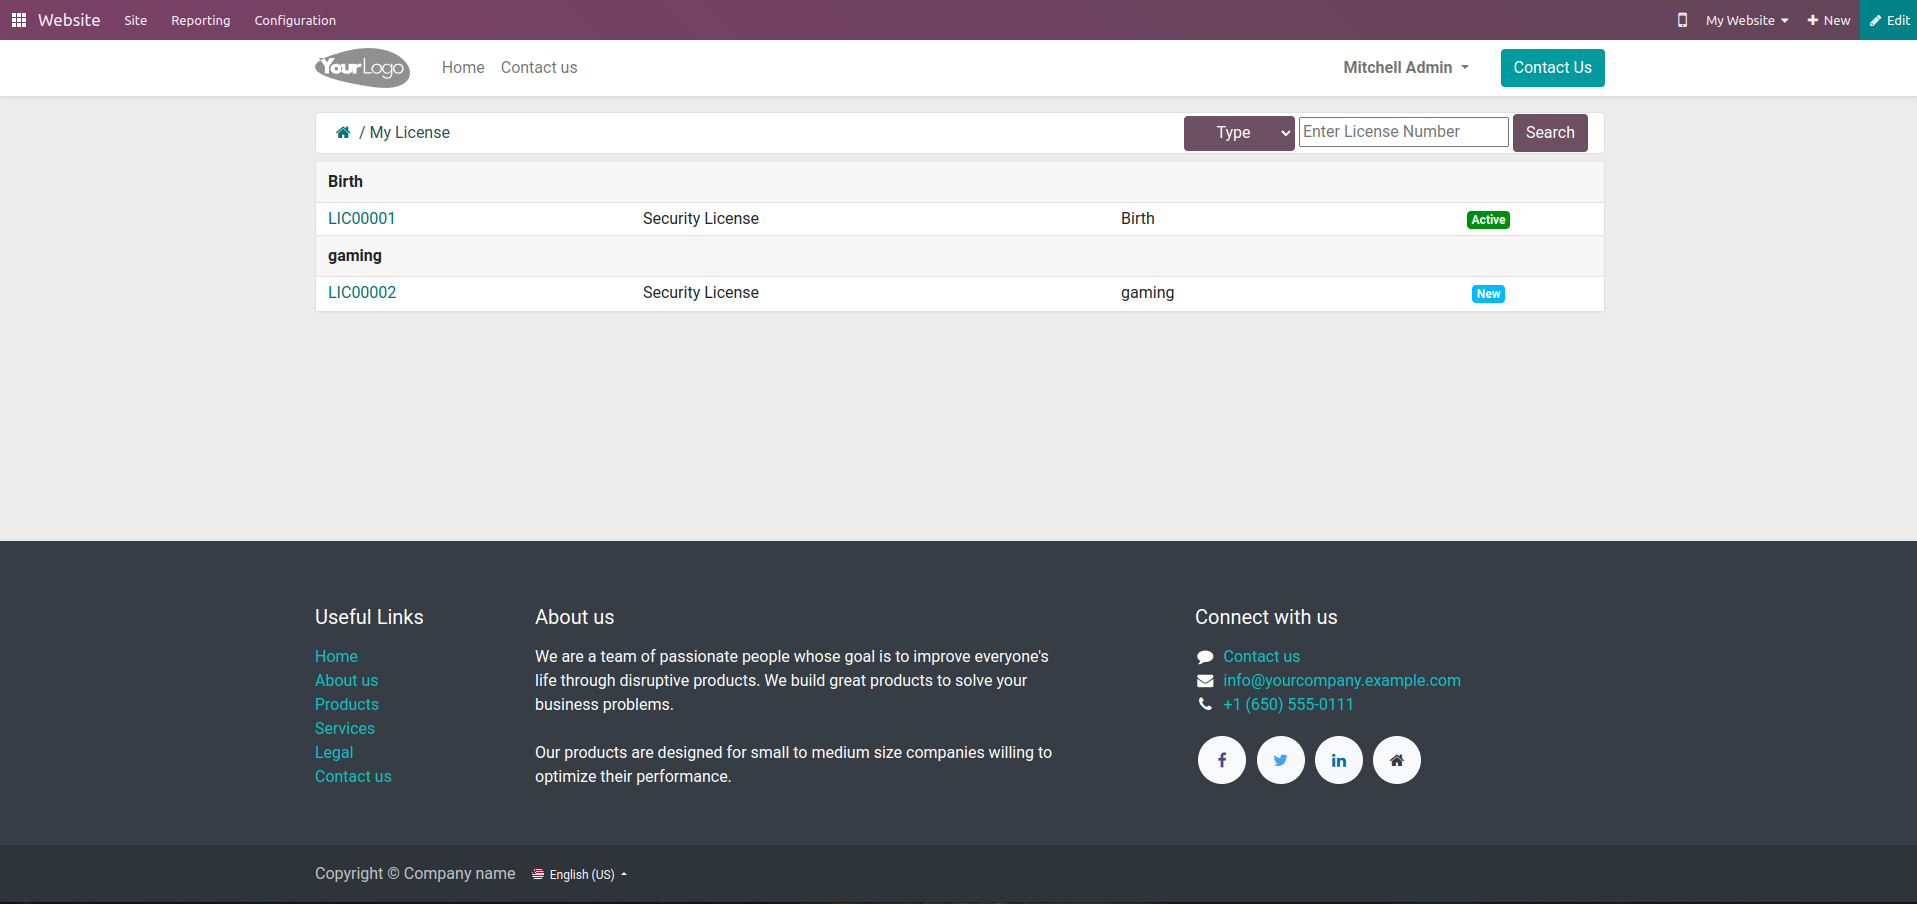 Website Site Reporting Configuration My Website New Edit
YourLogo Home Contact us Mitchell Admin Contact Us
/ My License Type Enter License Number Search
Birth
LIC00001 Security License Birth Active
gaming
LIC00002 Security License gaming New
Useful Links
Home
About us
Products
Services
Legal
Contact us
About us
We are a team of passionate people whose goal is to improve everyone's
life through disruptive products. We build great products to solve your
business problems.
Our products are designed for small to medium size companies willing to
optimize their performance.
Connect with us
Contact us
info@yourcompany.example.com
+1 (650) 555-0111
Copyright © Company name English (US)